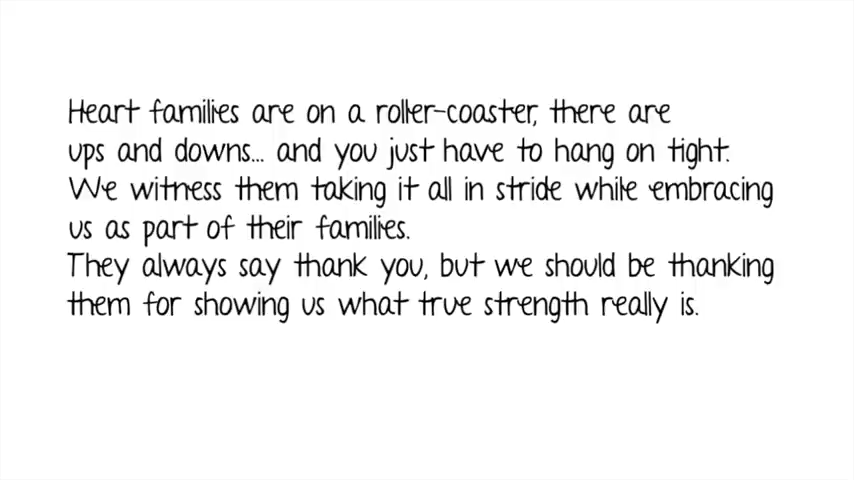 Heart families are on a roller-coaster, there are
ups and downs... and you just have to hang on tight.
We witness them taking it all in stride while embracing
us as part of their families.
They always say thank you, but we should be thanking
them for showing us what true strength really is.